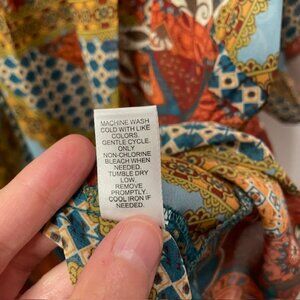 MACHINE WASH
COLD WITH LIKE
COLORS.
GENTLE CYCLE.
ONLY
NON-CHLORINE
BLEACH WHEN
NEEDED.
TUMBLE DRY
LOW.
REMOVE
PROMPTLY.
COOL IRON IF
NEEDED.